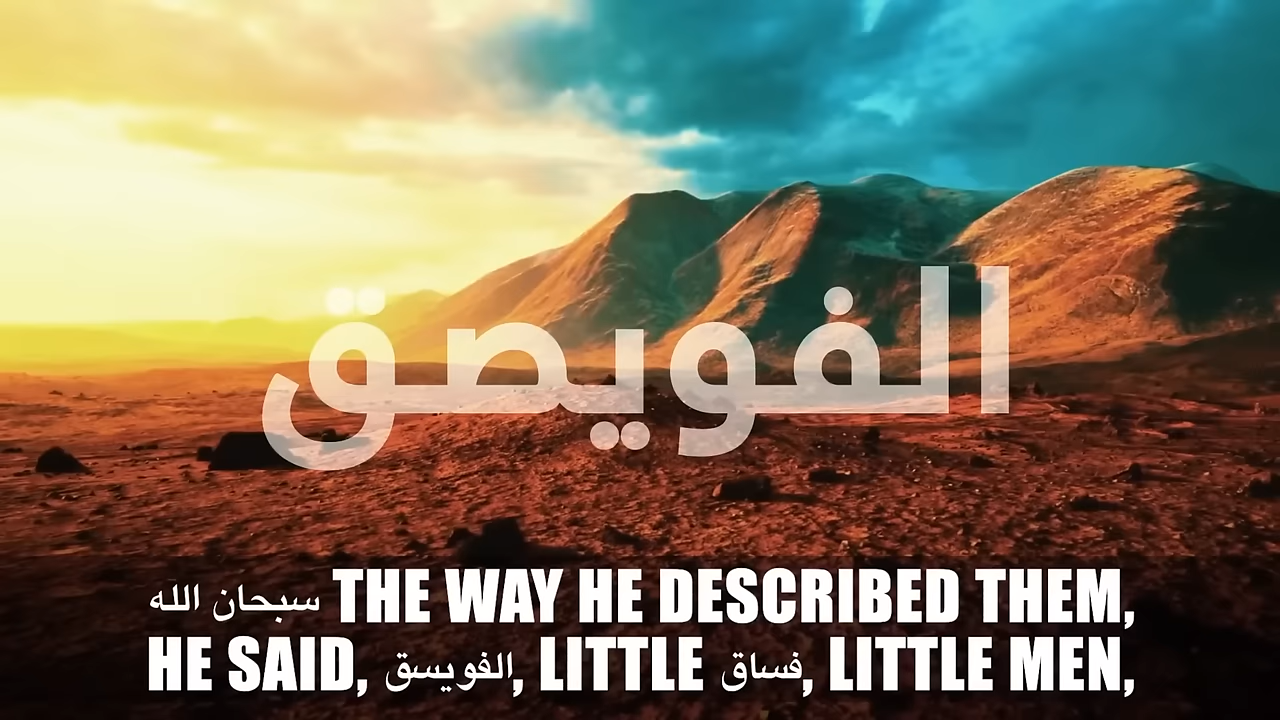 الفويصق
سبحان الله THE WAY HE DESCRIBED THEM,
HE SAID, الفويسق, LITTLE فساق, LITTLE MEN,